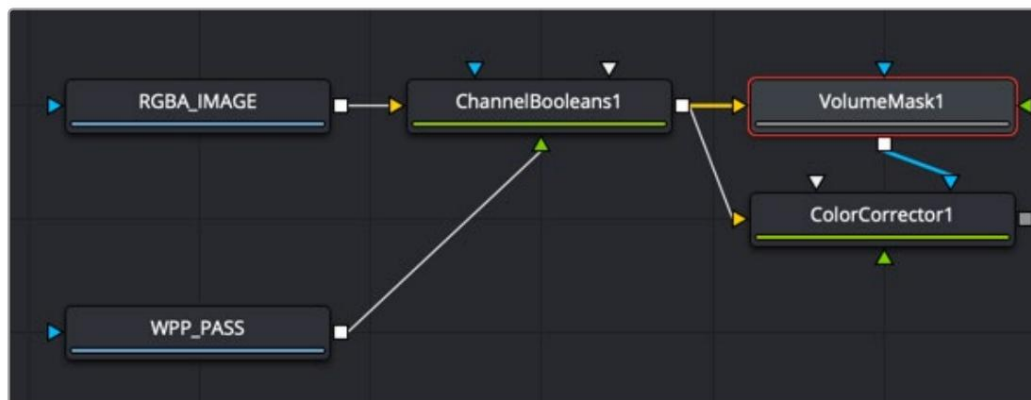 RGBA_IMAGE
ChannelBooleans1
VolumeMask1
ColorCorrector1
WPP_PASS